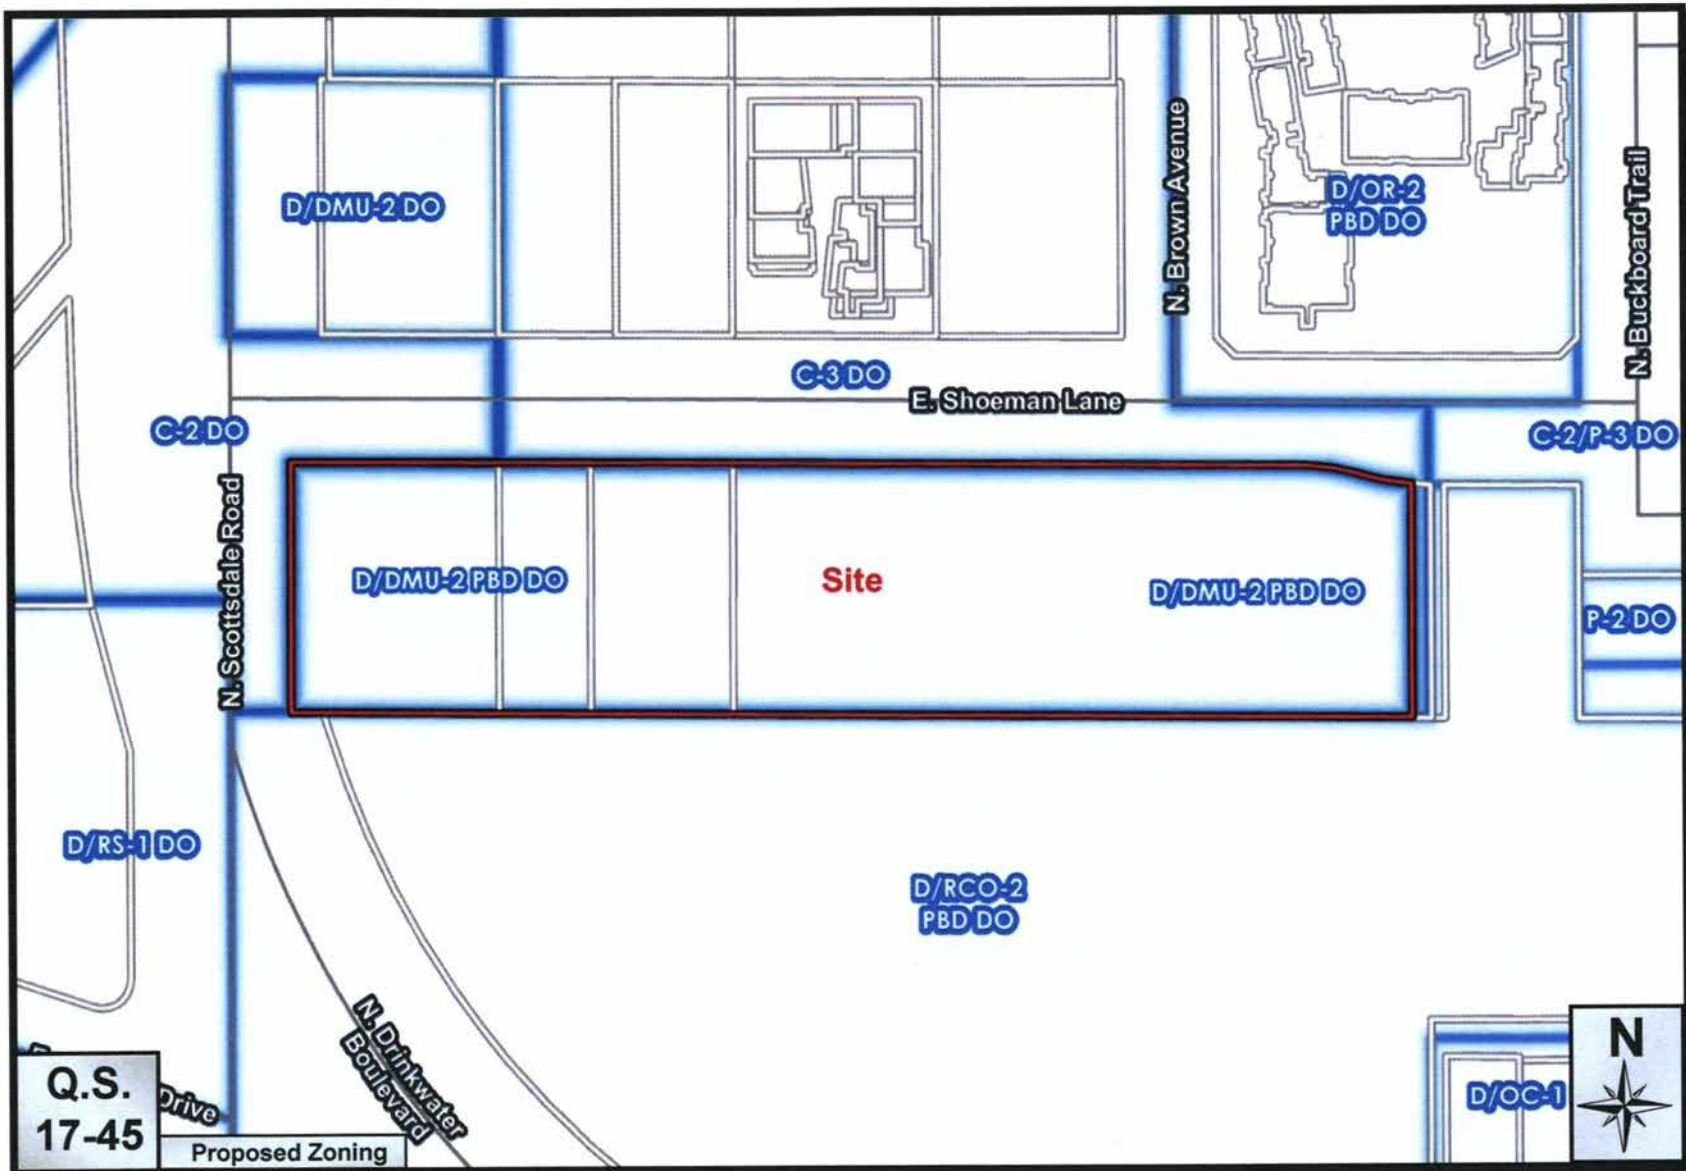 D/DMU-2 DO
N. Brown Avenue
D/OR-2
PBD DO
N. Buckboard Trail
C-3 DO
E. Shoeman Lane
C-2 DO
C-2/P-3 DO
N. Scottsdale Road
D/DMU-2 PBD DO
Site
D/DMU-2 PBD DO
P-2 DO
D/RS-1 DO
D/RCO-2
PBD DO
N. Drinkwater
Boulevard
Drive
Q.S.
17-45
Proposed Zoning
N
D/OC-1